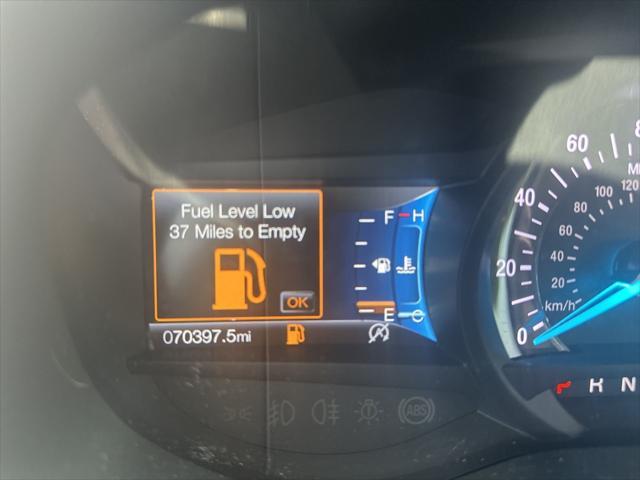 Fuel Level Low
37 Miles to Empty
OK
F
H
E
C
070397.5mi
ABS
60
40
20
0
120
100
80
60
40
20
km/h
R N